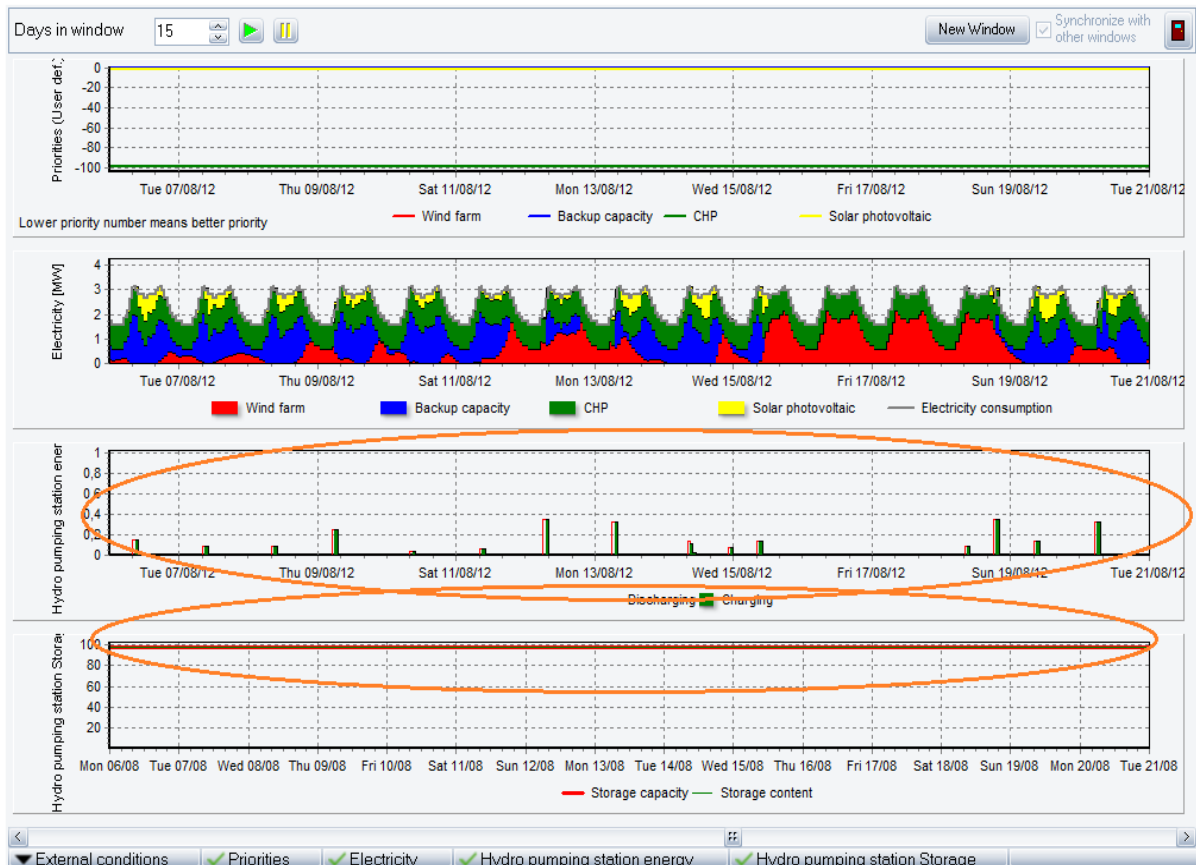 Days in window 15 New Window Synchronize with
other windows
Priorities (User def.)
0
-20
-40
-60
-80
-100
Tue 07/08/12 Thu 09/08/12 Sat 11/08/12 Mon 13/08/12 Wed 15/08/12 Fri 17/08/12 Sun 19/08/12 Tue 21/08/12
Lower priority number means better priority Wind farm Backup capacity CHP Solar photovoltaic
Electricity [MW]
4
3
2
1
0
Tue 07/08/12 Thu 09/08/12 Sat 11/08/12 Mon 13/08/12 Wed 15/08/12 Fri 17/08/12 Sun 19/08/12 Tue 21/08/12
Wind farm Backup capacity CHP Solar photovoltaic Electricity consumption
Hydro pumping station ener
1
0,8
0,6
0,4
0,2
0
Tue 07/08/12 Thu 09/08/12 Sat 11/08/12 Mon 13/08/12 Wed 15/08/12 Fri 17/08/12 Sun 19/08/12 Tue 21/08/12
Discharging Charging
Hydro pumping station Storag
100
80
60
40
20
Mon 06/08 Tue 07/08 Wed 08/08 Thu 09/08 Fri 10/08 Sat 11/08 Sun 12/08 Mon 13/08 Tue 14/08 Wed 15/08 Thu 16/08 Fri 17/08 Sat 18/08 Sun 19/08 Mon 20/08 Tue 21/08
Storage capacity Storage content
External conditions Priorities Electricity Hydro pumping station energy Hydro pumping station Storage